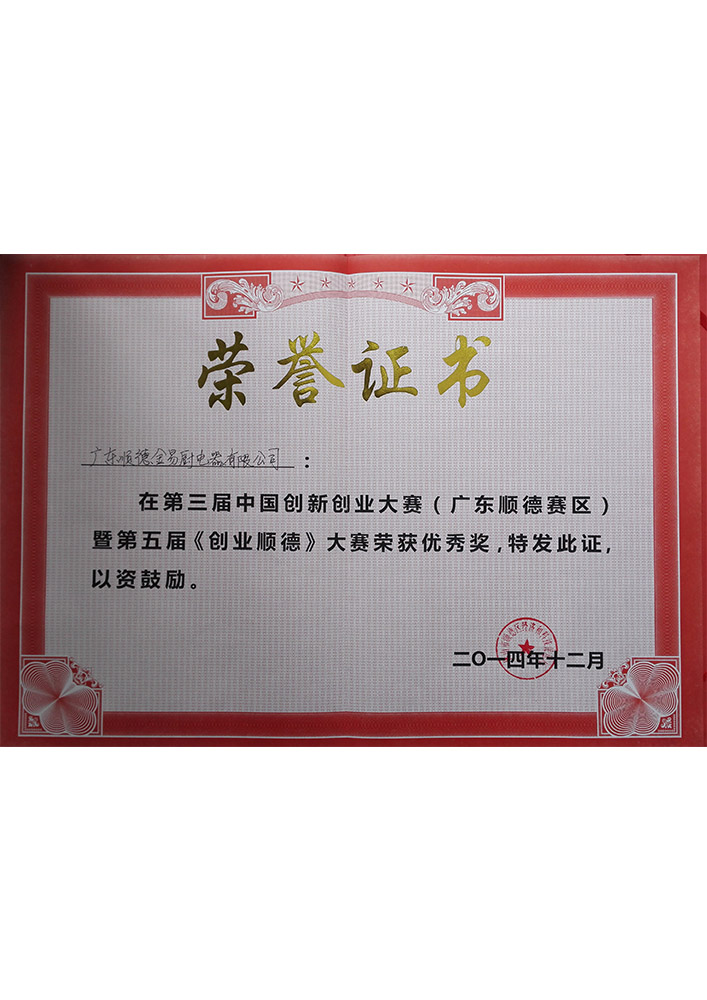 荣誉证书
广东顺德金易厨电器有限公司：
在第三届中国创新创业大赛（广东顺德赛区）
暨第五届《创业顺德》大赛荣获优秀奖，特发此证，
以资鼓励。
二〇一四年十二月